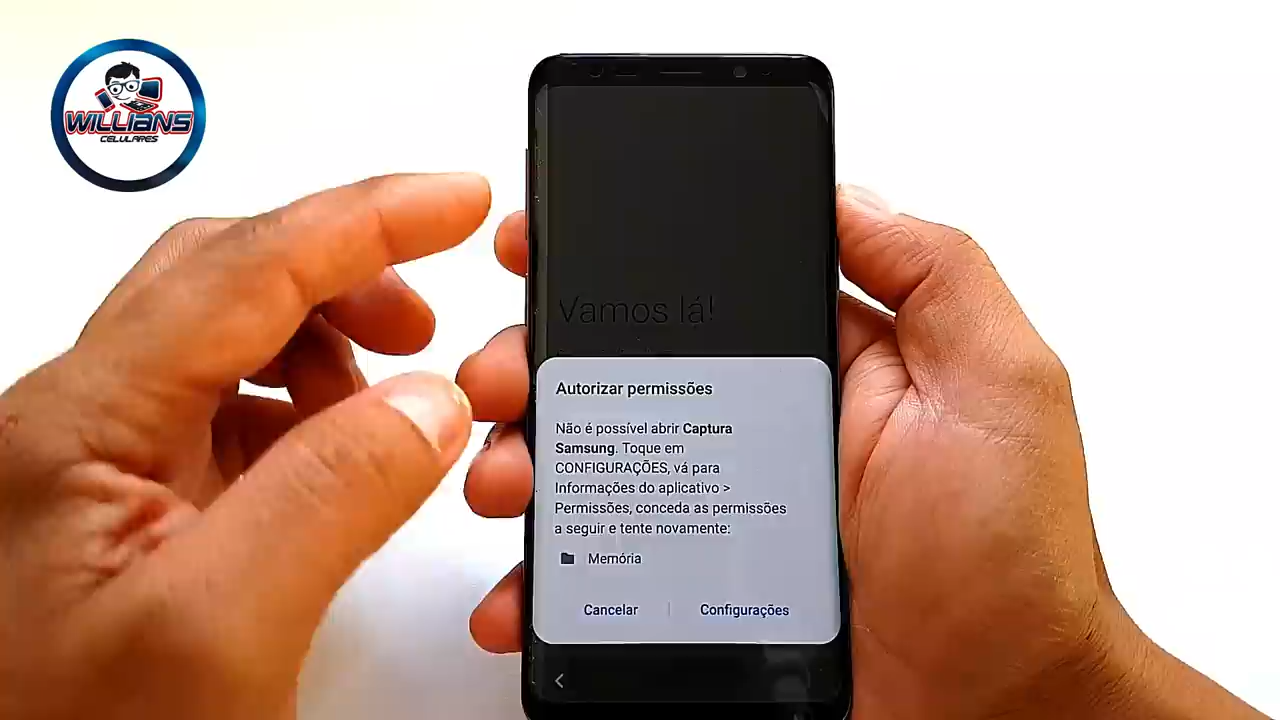 WILLIANS
CELULARES
Vamos lá!
Autorizar permissões
Não é possível abrir Captura
Samsung. Toque em
CONFIGURAÇÕES, vá para
Informações do aplicativo >
Permissões, conceda as permissões
a seguir e tente novamente:
Memória
Cancelar
Configurações